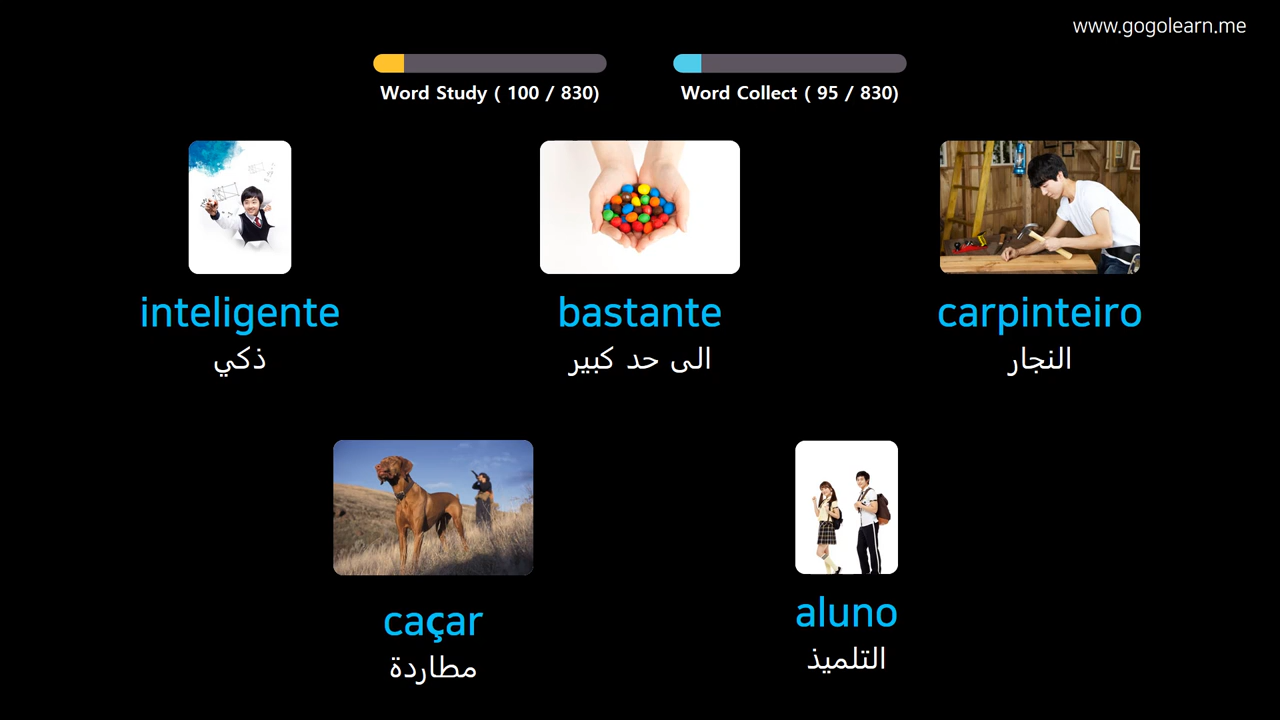 www.gogolearn.me
Word Study ( 100 / 830)
Word Collect ( 95 / 830)
inteligente
ذكي
bastante
الى حد كبير
carpinteiro
النجار
caçar
مطاردة
aluno
التلميذ